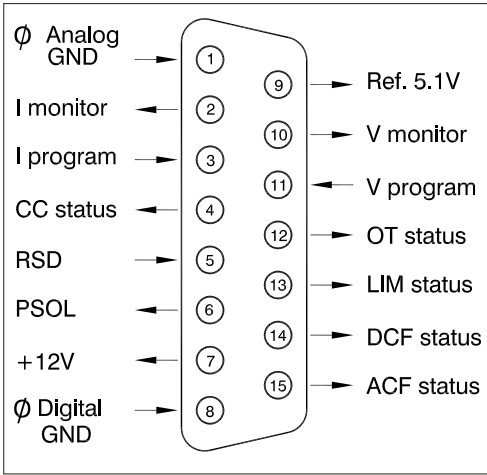 Ø Analog
GND
1
I monitor
2
I program
3
CC status
4
RSD
5
PSOL
6
+12V
7
Ø Digital
GND
8
9
Ref. 5.1V
10
V monitor
11
V program
12
OT status
13
LIM status
14
DCF status
15
ACF status